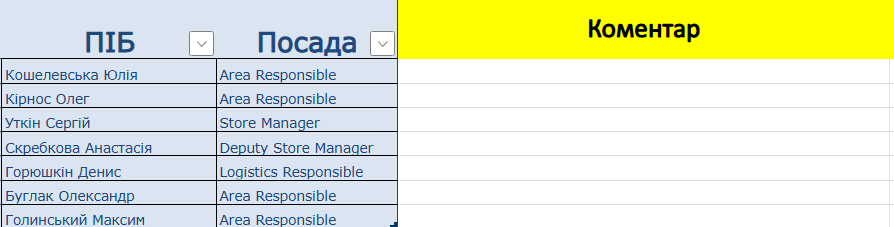 ПІБ Посада Коментар
Кошелевська Юлія Area Responsible
Кірнос Олег Area Responsible
Уткін Сергій Store Manager
Скребкова Анастасія Deputy Store Manager
Горюшкін Денис Logistics Responsible
Буглак Олександр Area Responsible
Голинський Максим Area Responsible